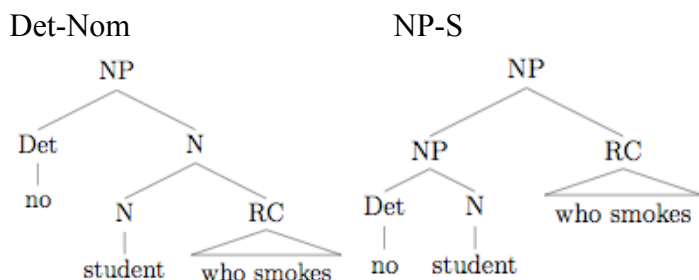 Det-Nom NP-S
NP NP
Det N NP RC
no N RC Det N who smokes
student who smokes no student